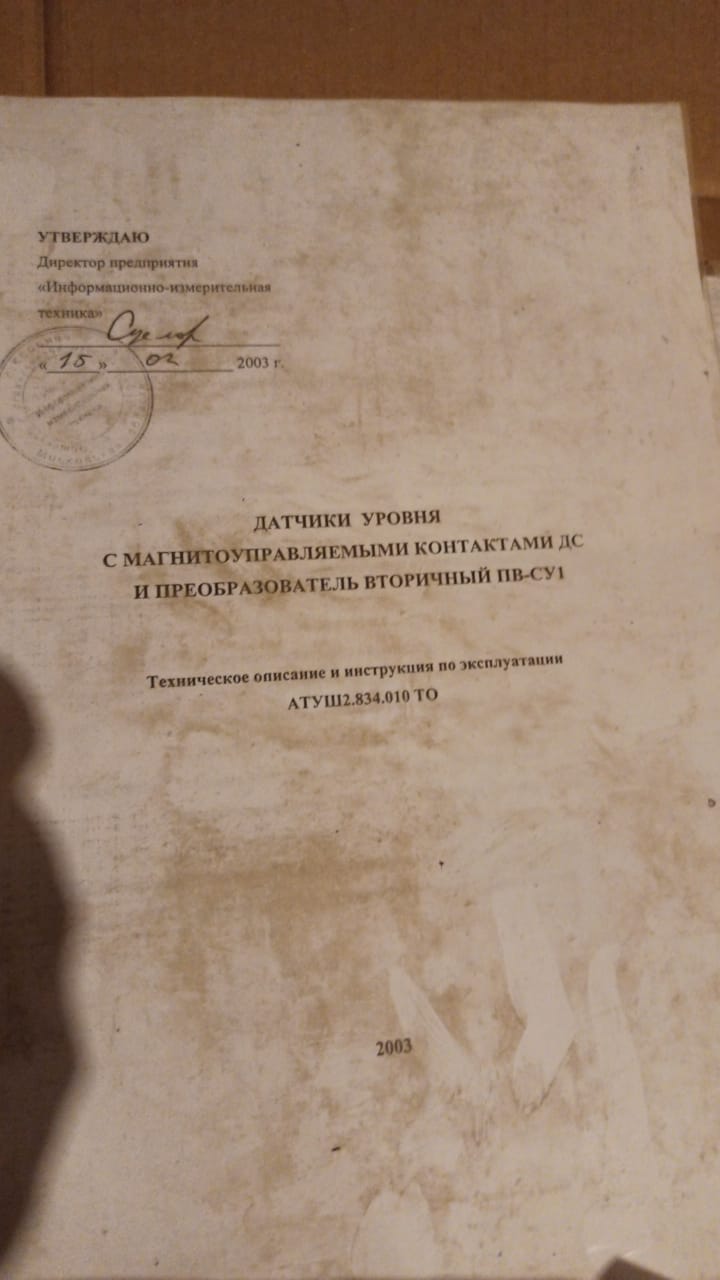 УТВЕРЖДАЮ
Директор предприятия
«Информационно-измерительная
техника»
«15» 02 2003 г.
ДАТЧИКИ УРОВНЯ
С МАГНИТОУПРАВЛЯЕМЫМИ КОНТАКТАМИ ДС
И ПРЕОБРАЗОВАТЕЛЬ ВТОРИЧНЫЙ ПВ-СУ1
Техническое описание и инструкция по эксплуатации
АТУШ2.834.010 ТО
2003